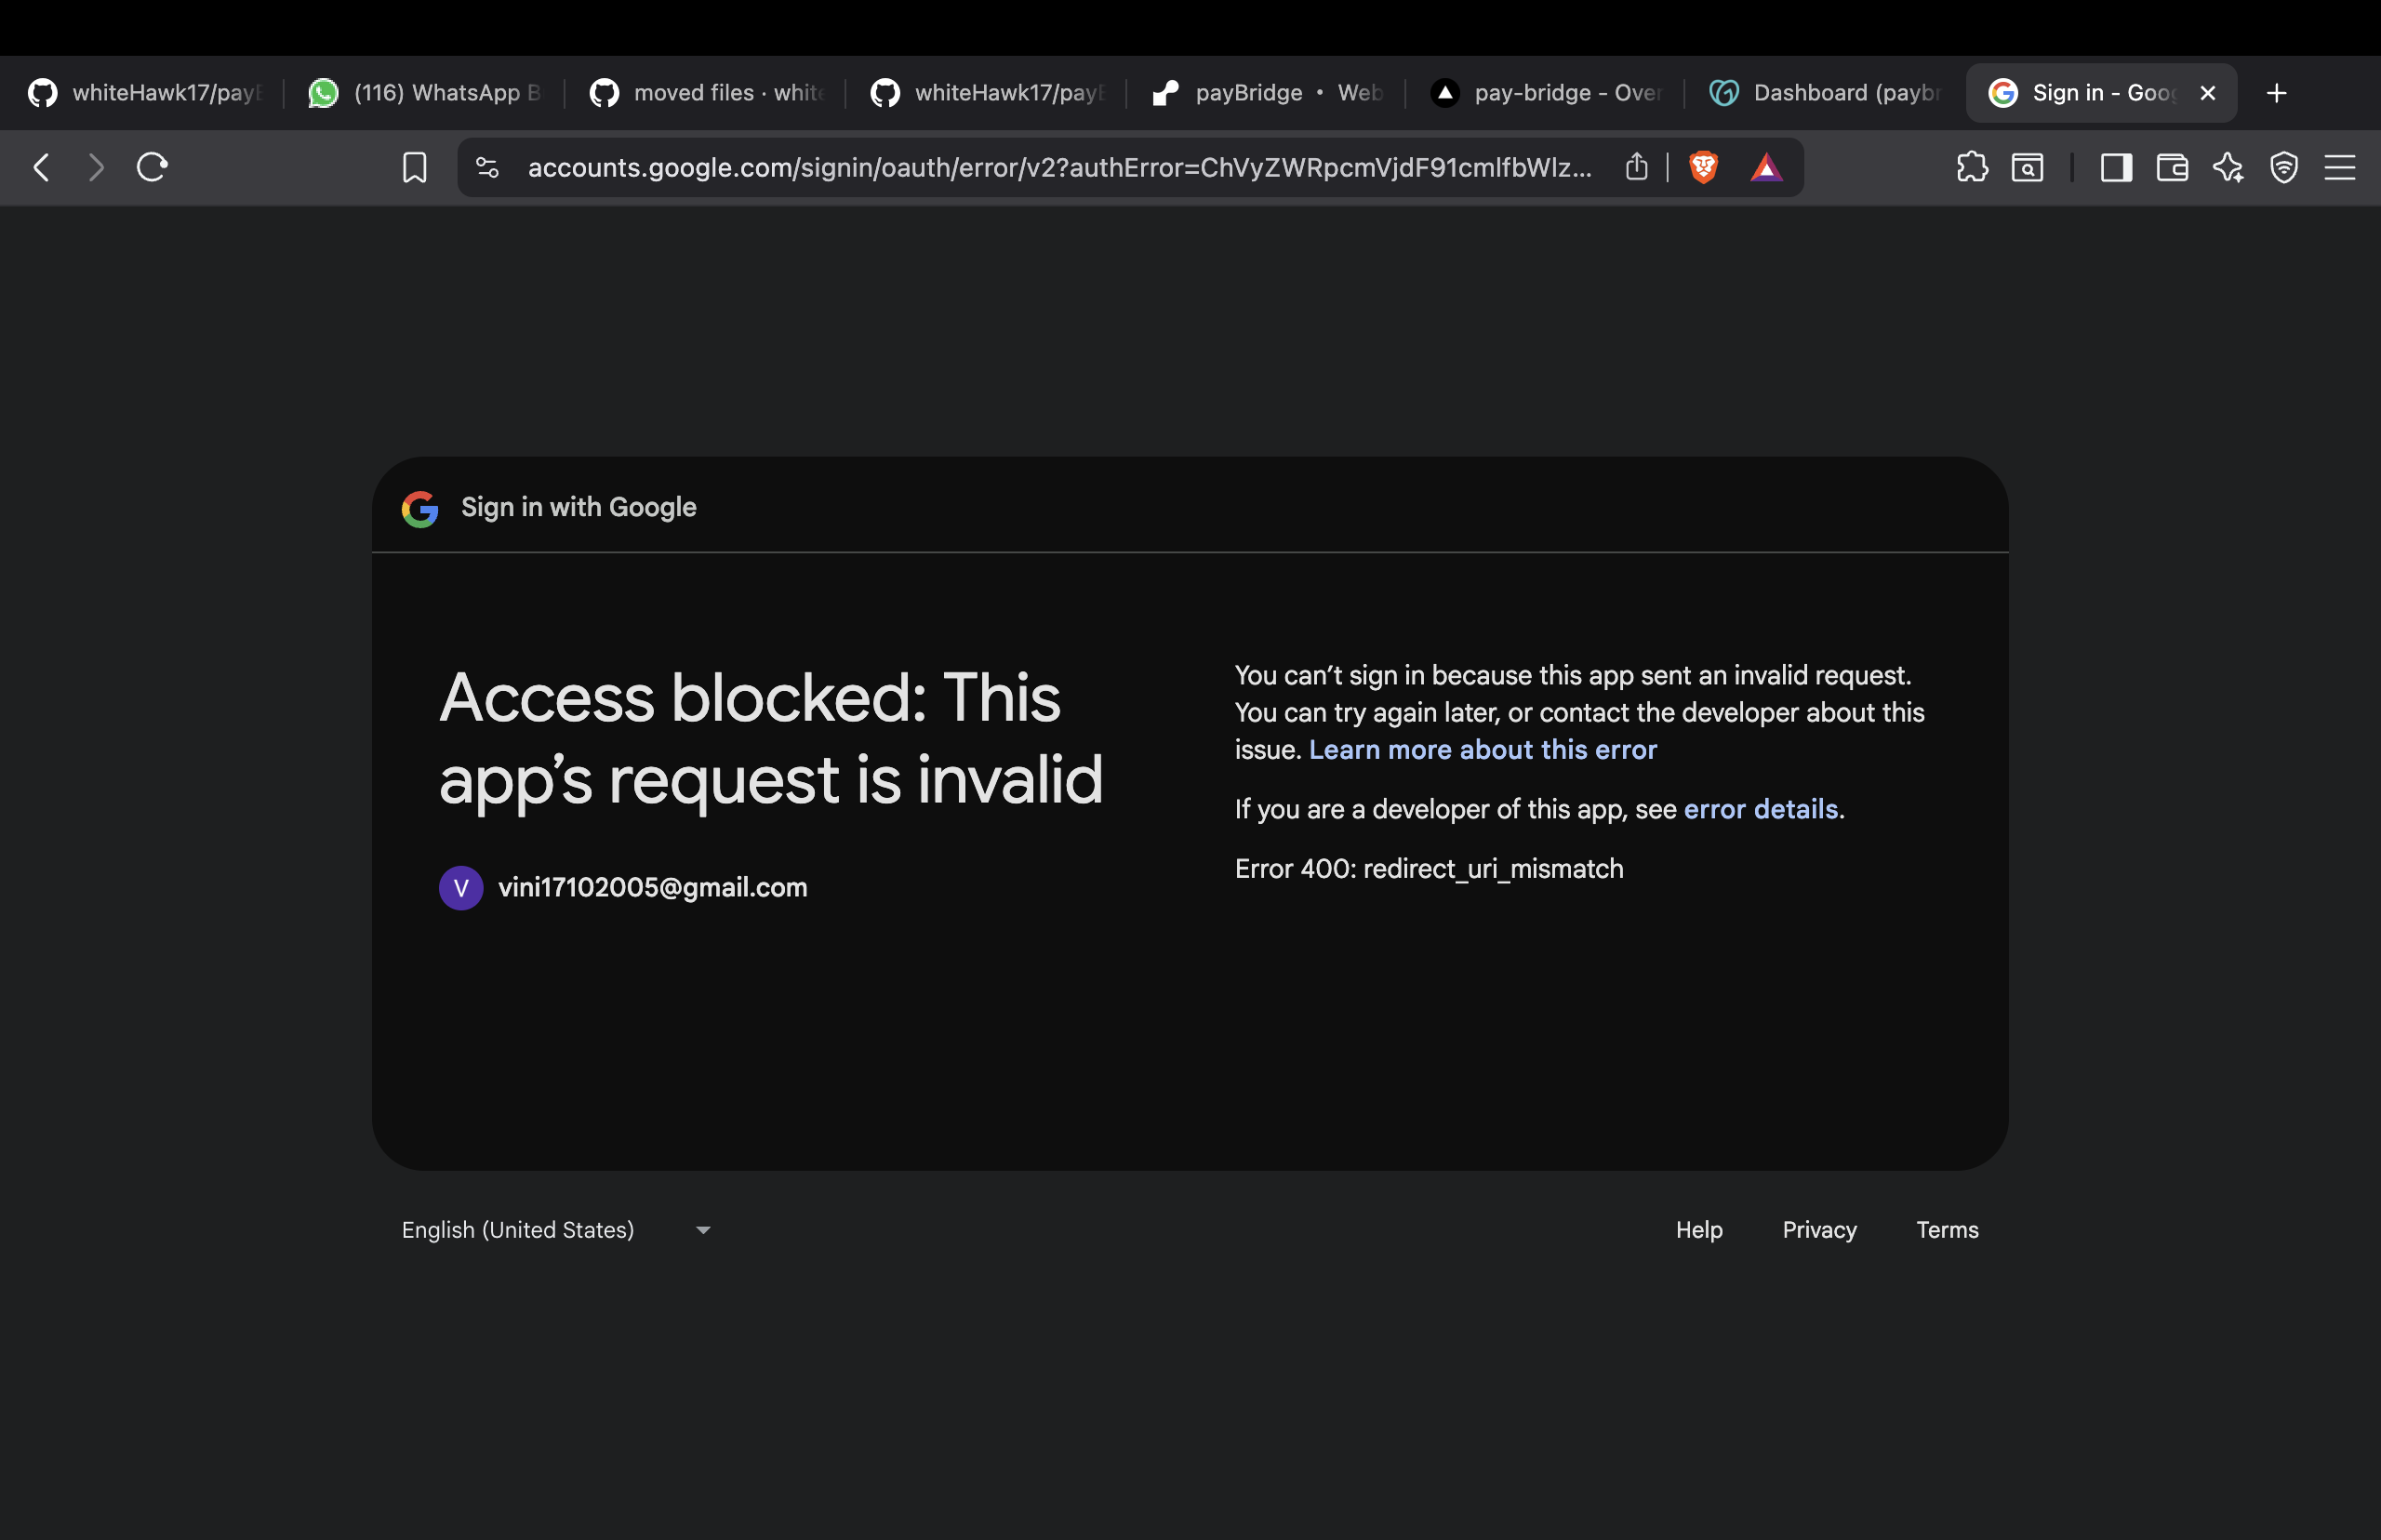 whiteHawk17/payB
(116) WhatsApp B
moved files · white
whiteHawk17/payB
payBridge • Web
pay-bridge - Over
Dashboard (paybr
Sign in - Goog
accounts.google.com/signin/oauth/error/v2?authError=ChVyZWRpcmVjdF91cmlfbWlz...
Sign in with Google
Access blocked: This
app’s request is invalid
V vini17102005@gmail.com
You can’t sign in because this app sent an invalid request.
You can try again later, or contact the developer about this
issue. Learn more about this error
If you are a developer of this app, see error details.
Error 400: redirect_uri_mismatch
English (United States)
Help Privacy Terms